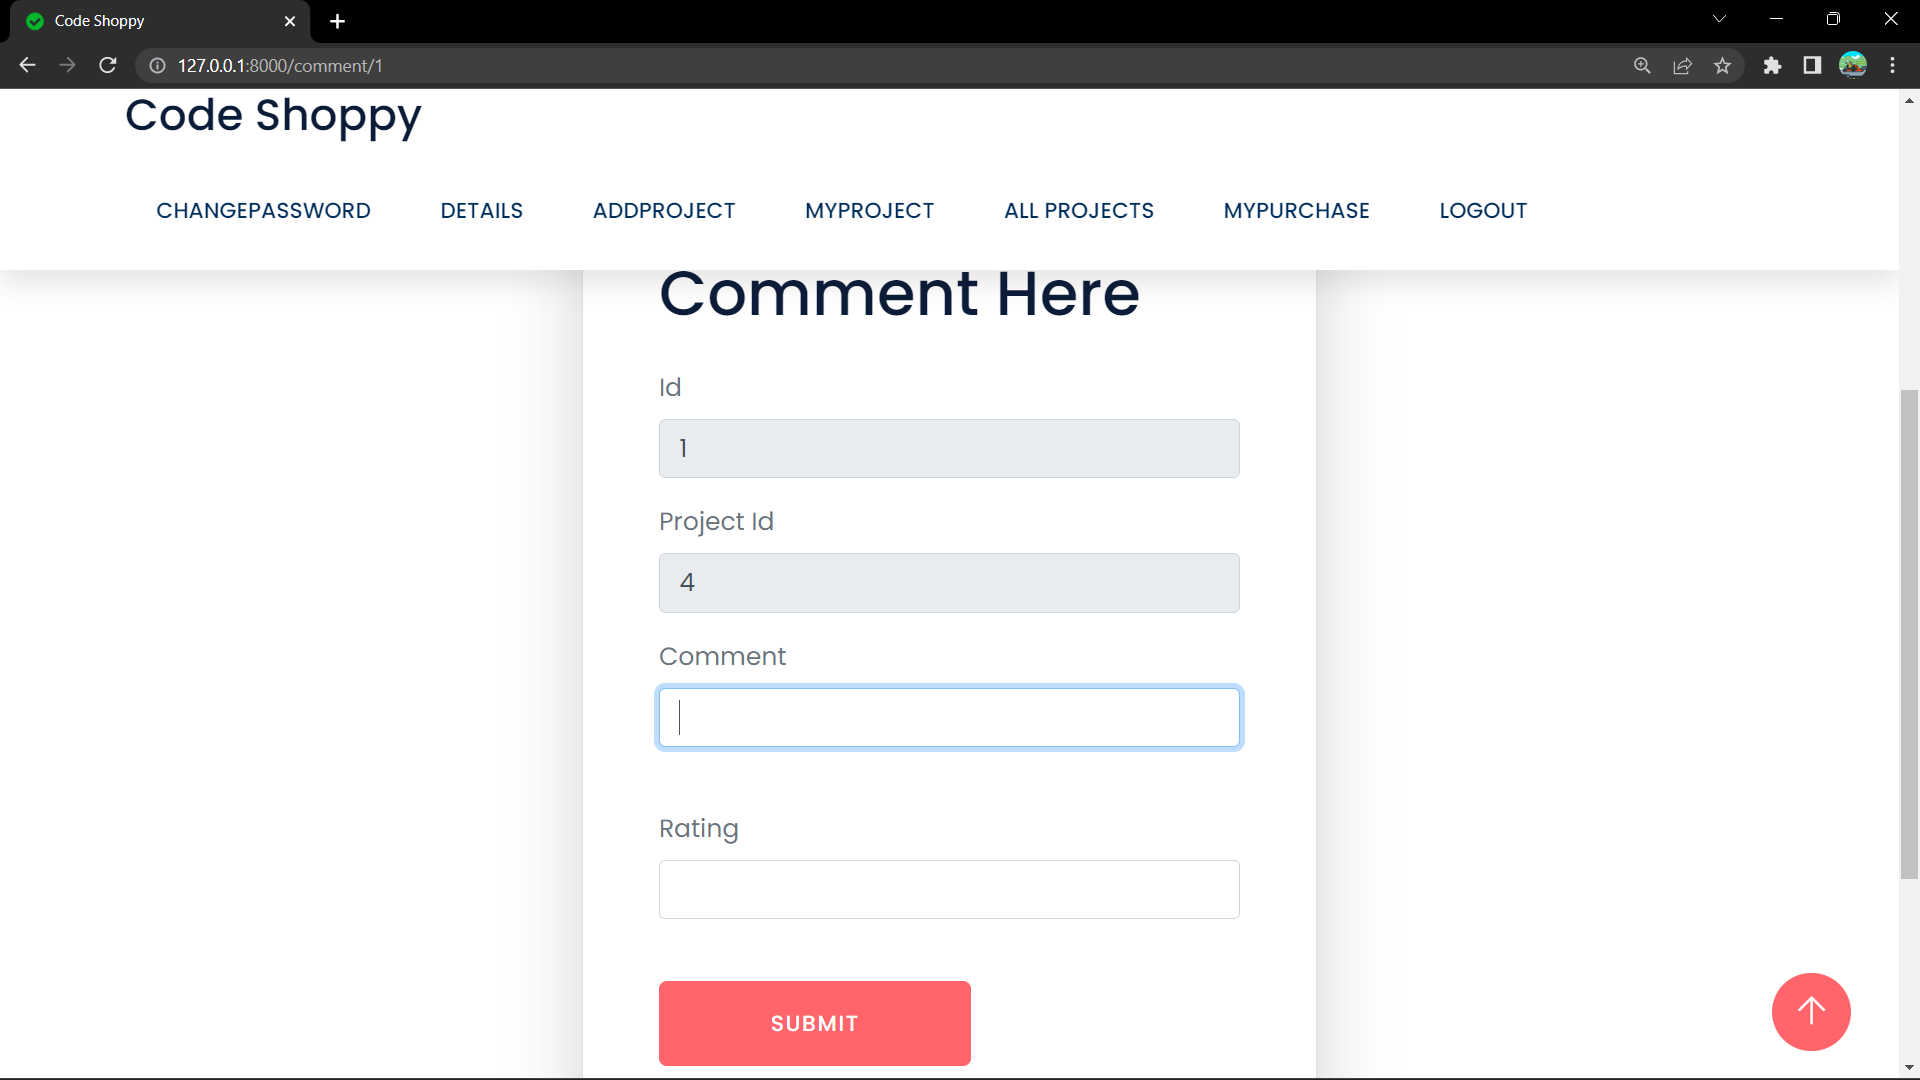 Code Shoppy
127.0.0.1:8000/comment/1
Code Shoppy
CHANGEPASSWORD DETAILS ADDPROJECT MYPROJECT ALL PROJECTS MYPURCHASE LOGOUT
Comment Here
Id
1
Project Id
4
Comment
Rating
SUBMIT